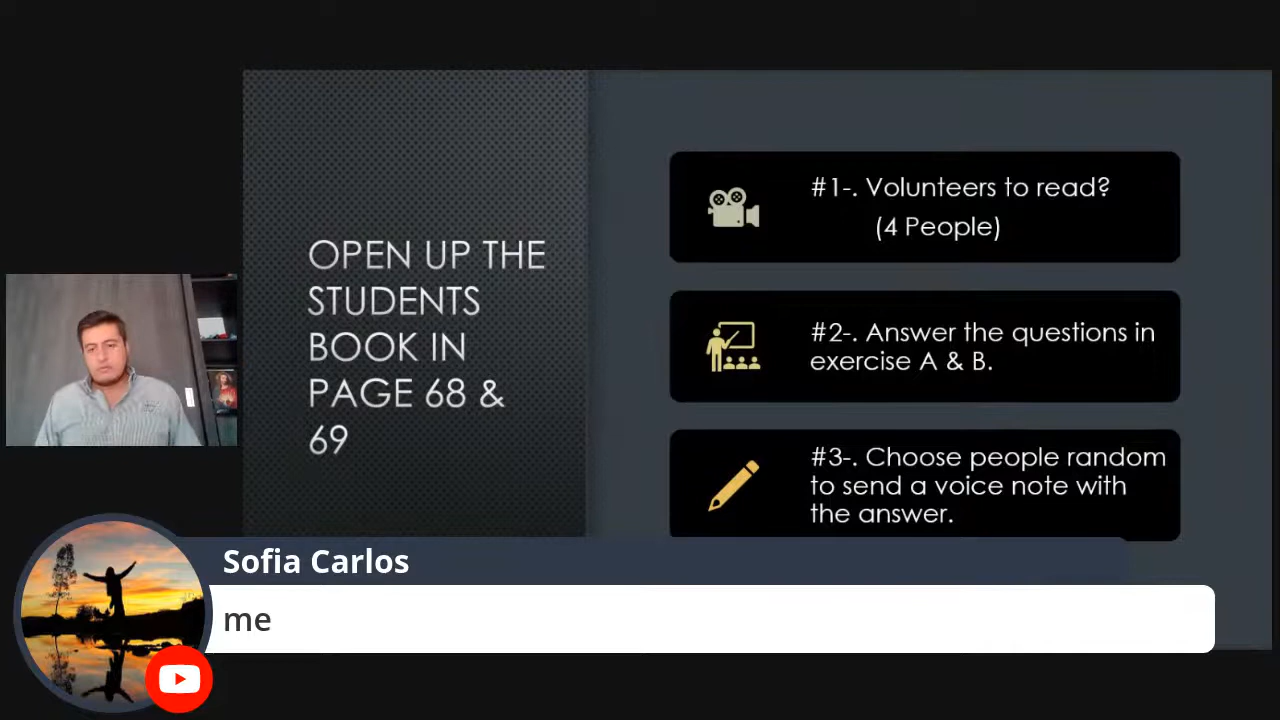 OPEN UP THE
STUDENTS
BOOK IN
PAGE 68 &
69
#1-. Volunteers to read?
(4 People)
#2-. Answer the questions in
exercise A & B.
#3-. Choose people random
to send a voice note with
the answer.
Sofia Carlos
me